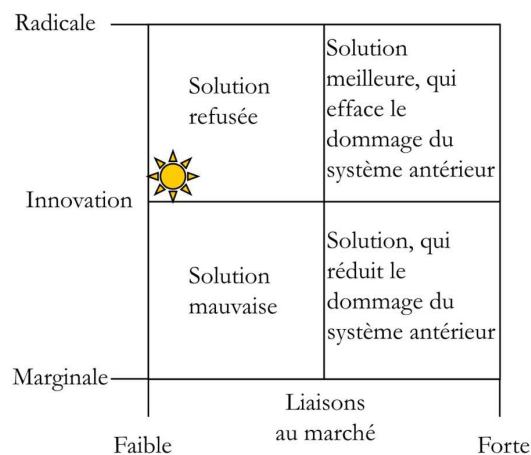 Radicale
Solution
refusée
Solution
meilleure, qui
efface le
dommage du
système antérieur
Innovation
Solution
mauvaise
Solution, qui
réduit le
dommage du
système antérieur
Marginale
Liaisons
au marché
Faible
Forte